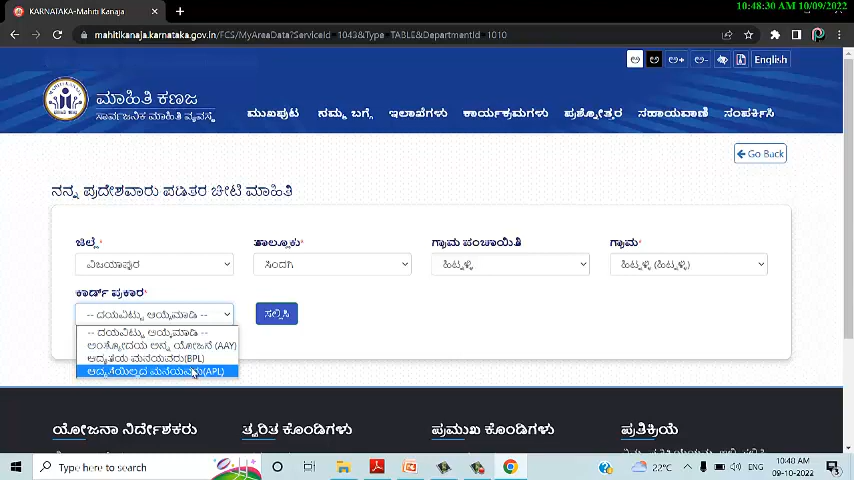 10:48:30 AM 10/09/2022
KARNATAKA-Mahiti Kanaja
mahitikanaja.karnataka.gov.in/FCS/MyAreaData?ServiceId=1043&Type=TABLE&DepartmentId=1010
ಅ ಅ ಅ+ ಅ- English
ಮಾಹಿತಿ ಕಣಜ
ಸಾರ್ವಜನಿಕ ಮಾಹಿತಿ ವ್ಯವಸ್ಥೆ
ಮುಖಪುಟ ನಮ್ಮ ಬಗ್ಗೆ ಇಲಾಖೆಗಳು ಕಾರ್ಯಕ್ರಮಗಳು ಪ್ರಶ್ನೋತ್ತರ ಸಹಾಯವಾಣಿ ಸಂಪರ್ಕಿಸಿ
Go Back
ನನ್ನ ಪ್ರದೇಶವಾರು ಪಡಿತರ ಚೀಟಿ ಮಾಹಿತಿ
ಜಿಲ್ಲೆ* ತಾಲ್ಲೂಕು* ಗ್ರಾಮ ಪಂಚಾಯಿತಿ ಗ್ರಾಮ*
ವಿಜಯಾಪುರ ಸಿಂದಗಿ ಹಿಟ್ನಳ್ಳಿ ಹಿಟ್ನಳ್ಳಿ (ಹಿಟ್ನಳ್ಳಿ)
ಕಾರ್ಡ್ ಪ್ರಕಾರ*
-- ದಯವಿಟ್ಟು ಆಯ್ಕೆಮಾಡಿ -- ಸಲ್ಲಿಸಿ
-- ದಯವಿಟ್ಟು ಆಯ್ಕೆಮಾಡಿ --
ಅಂತ್ಯೋದಯ ಅನ್ನ ಯೋಜನೆ (AAY)
ಆದ್ಯತೆಯ ಮನೆಯವರು(BPL)
ಆದ್ಯತೆಯಿಲ್ಲದ ಮನೆಯವರು(APL)
ಯೋಜನಾ ನಿರ್ದೇಶಕರು ತ್ವರಿತ ಕೊಂಡಿಗಳು ಪ್ರಮುಖ ಕೊಂಡಿಗಳು ಪ್ರತಿಕ್ರಿಯೆ
Type here to search 22°C ENG 10:40 AM
09-10-2022